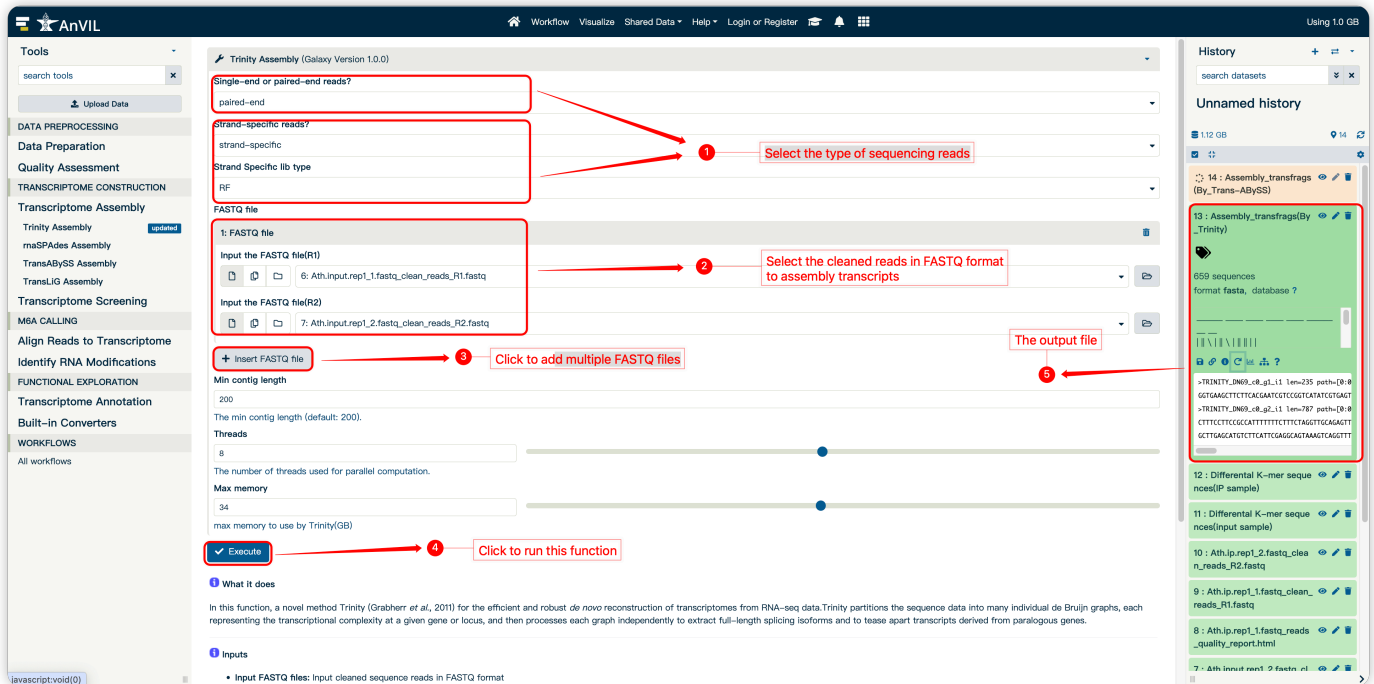 AnVIL
Workflow Visualize Shared Data Help Login or Register
Using 1.0 GB
Tools
search tools
Upload Data
DATA PREPROCESSING
Data Preparation
Quality Assessment
TRANSCRIPTOME CONSTRUCTION
Transcriptome Assembly
Trinity Assembly updated
rnaSPAdes Assembly
TransABySS Assembly
TransLiG Assembly
Transcriptome Screening
M6A CALLING
Align Reads to Transcriptome
Identify RNA Modifications
FUNCTIONAL EXPLORATION
Transcriptome Annotation
Built-in Converters
WORKFLOWS
All workflows
javascript:void(0)
Trinity Assembly (Galaxy Version 1.0.0)
Single-end or paired-end reads?
paired-end
Strand-specific reads?
strand-specific
Strand Specific lib type
RF
1
Select the type of sequencing reads
FASTQ file
1: FASTQ file
Input the FASTQ file(R1)
6: Ath.input.rep1_1.fastq_clean_reads_R1.fastq
Input the FASTQ file(R2)
7: Ath.input.rep1_2.fastq_clean_reads_R2.fastq
2
Select the cleaned reads in FASTQ format
to assembly transcripts
+ Insert FASTQ file
3
Click to add multiple FASTQ files
Min contig length
200
The min contig length (default: 200).
Threads
8
The number of threads used for parallel computation.
Max memory
34
max memory to use by Trinity(GB)
Execute
4
Click to run this function
The output file
5
What it does
In this function, a novel method Trinity (Grabherr et al., 2011) for the efficient and robust de novo reconstruction of transcriptomes from RNA-seq data.Trinity partitions the sequence data into many individual de Bruijn graphs, each
representing the transcriptional complexity at a given gene or locus, and then processes each graph independently to extract full-length splicing isoforms and to tease apart transcripts derived from paralogous genes.
Inputs
• Input FASTQ files: Input cleaned sequence reads in FASTQ format
History
search datasets
Unnamed history
1.12 GB
14
14 : Assembly_transfrags
(By_Trans-ABySS)
13 : Assembly_transfrags(By
_Trinity)
659 sequences
format fasta, database ?
>TRINITY_DN69_c0_g1_i1 len=235 path=[0:0
GGTGAAGCTTCTTCACGAATCGTCCGGTCATATCGTGAGT
>TRINITY_DN69_c0_g2_i1 len=787 path=[0:0
CTTTCCTTCCGCCATTTTTTTCTTTCTAGGTTGCAGAGTT
GCTTGAGCATGTCTTCATTCGAGGCAGTAAAGTCAGGTTT
12 : Differental K-mer seque
nces(IP sample)
11 : Differental K-mer seque
nces(input sample)
10 : Ath.ip.rep1_2.fastq_clea
n_reads_R2.fastq
9 : Ath.ip.rep1_1.fastq_clean_
reads_R1.fastq
8 : Ath.ip.rep1_1.fastq_reads
_quality_report.html
7 : Ath.input.rep1_2.fastq_cl